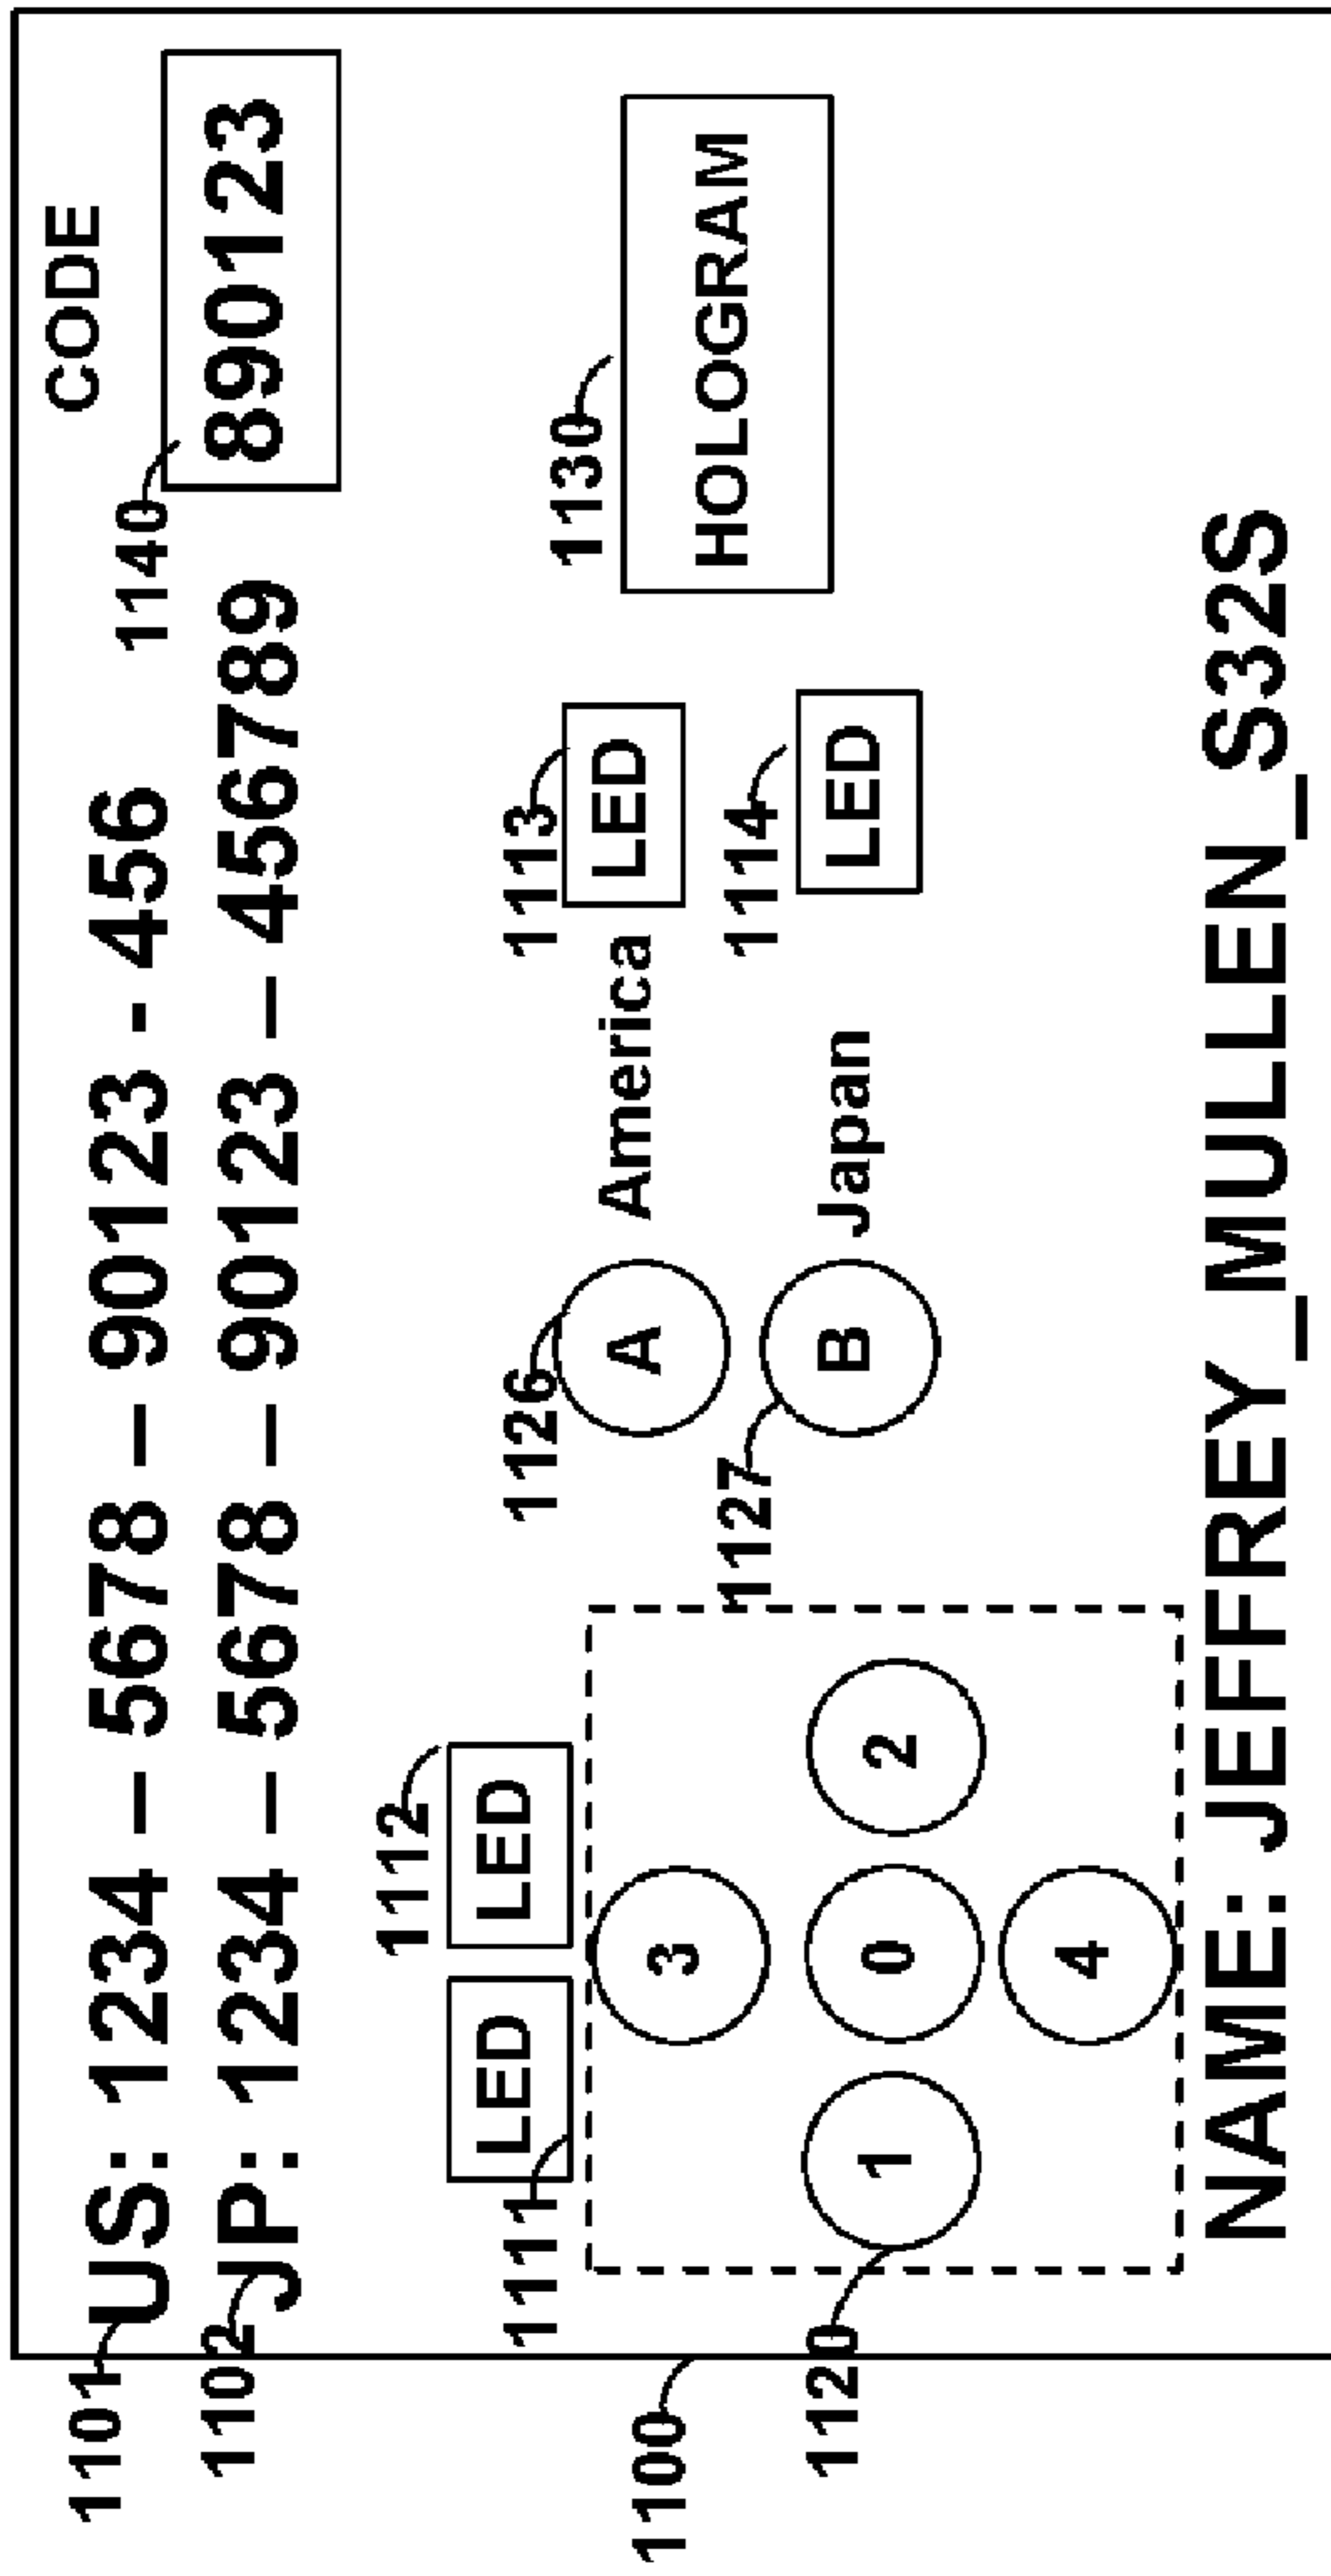 CODE
1101
US: 1234 – 5678 – 90123 - 456
1140
890123
1102
JP: 1234 – 5678 – 90123 – 456789
1112
LED
LED
1111
1126
A
America
1113
LED
1130
HOLOGRAM
1127
B
Japan
1114
LED
1100
3
1
0
2
4
1120
NAME: JEFFREY_MULLEN_S32S